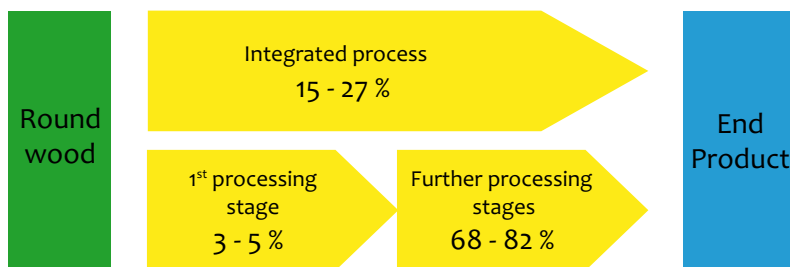 Round
wood
Integrated process
15 - 27 %
1st processing
stage
3 - 5 %
Further processing
stages
68 - 82 %
End
Product